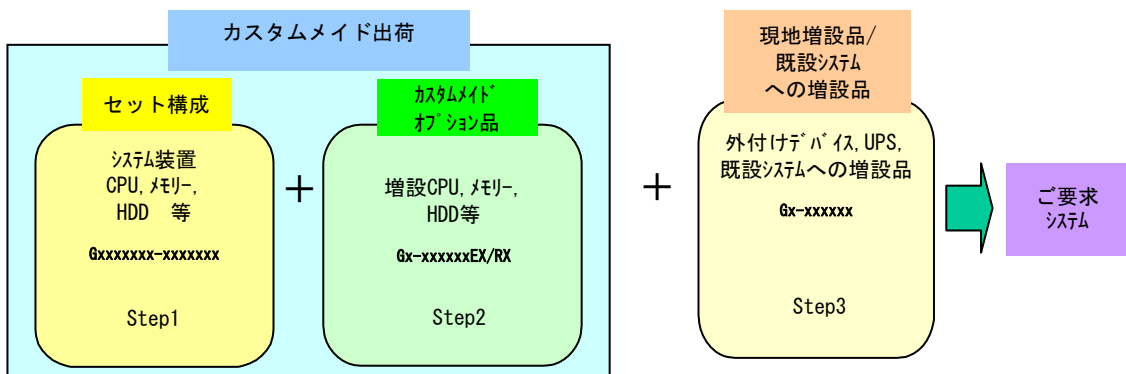 カスタムメイド出荷
セット構成
システム装置
CPU, メモリー,
HDD 等
Gxxxxxxx-xxxxxxx
Step1
+
カスタムメイド
オプション品
増設CPU, メモリー,
HDD等
Gx-xxxxxxEX/RX
Step2
+
現地増設品/
既設システム
への増設品
外付けデバイス, UPS,
既設システムへの増設品
Gx-xxxxxx
Step3
ご要求
システム